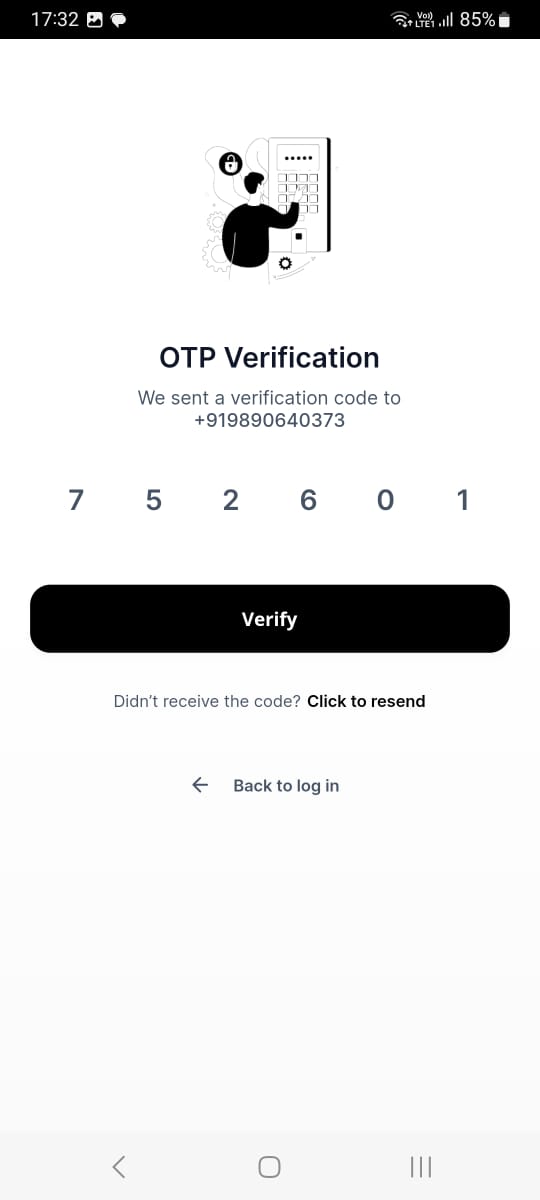 17:32 Vo)) LTE1 85%
OTP Verification
We sent a verification code to
+919890640373
7 5 2 6 0 1
Verify
Didn't receive the code? Click to resend
Back to log in